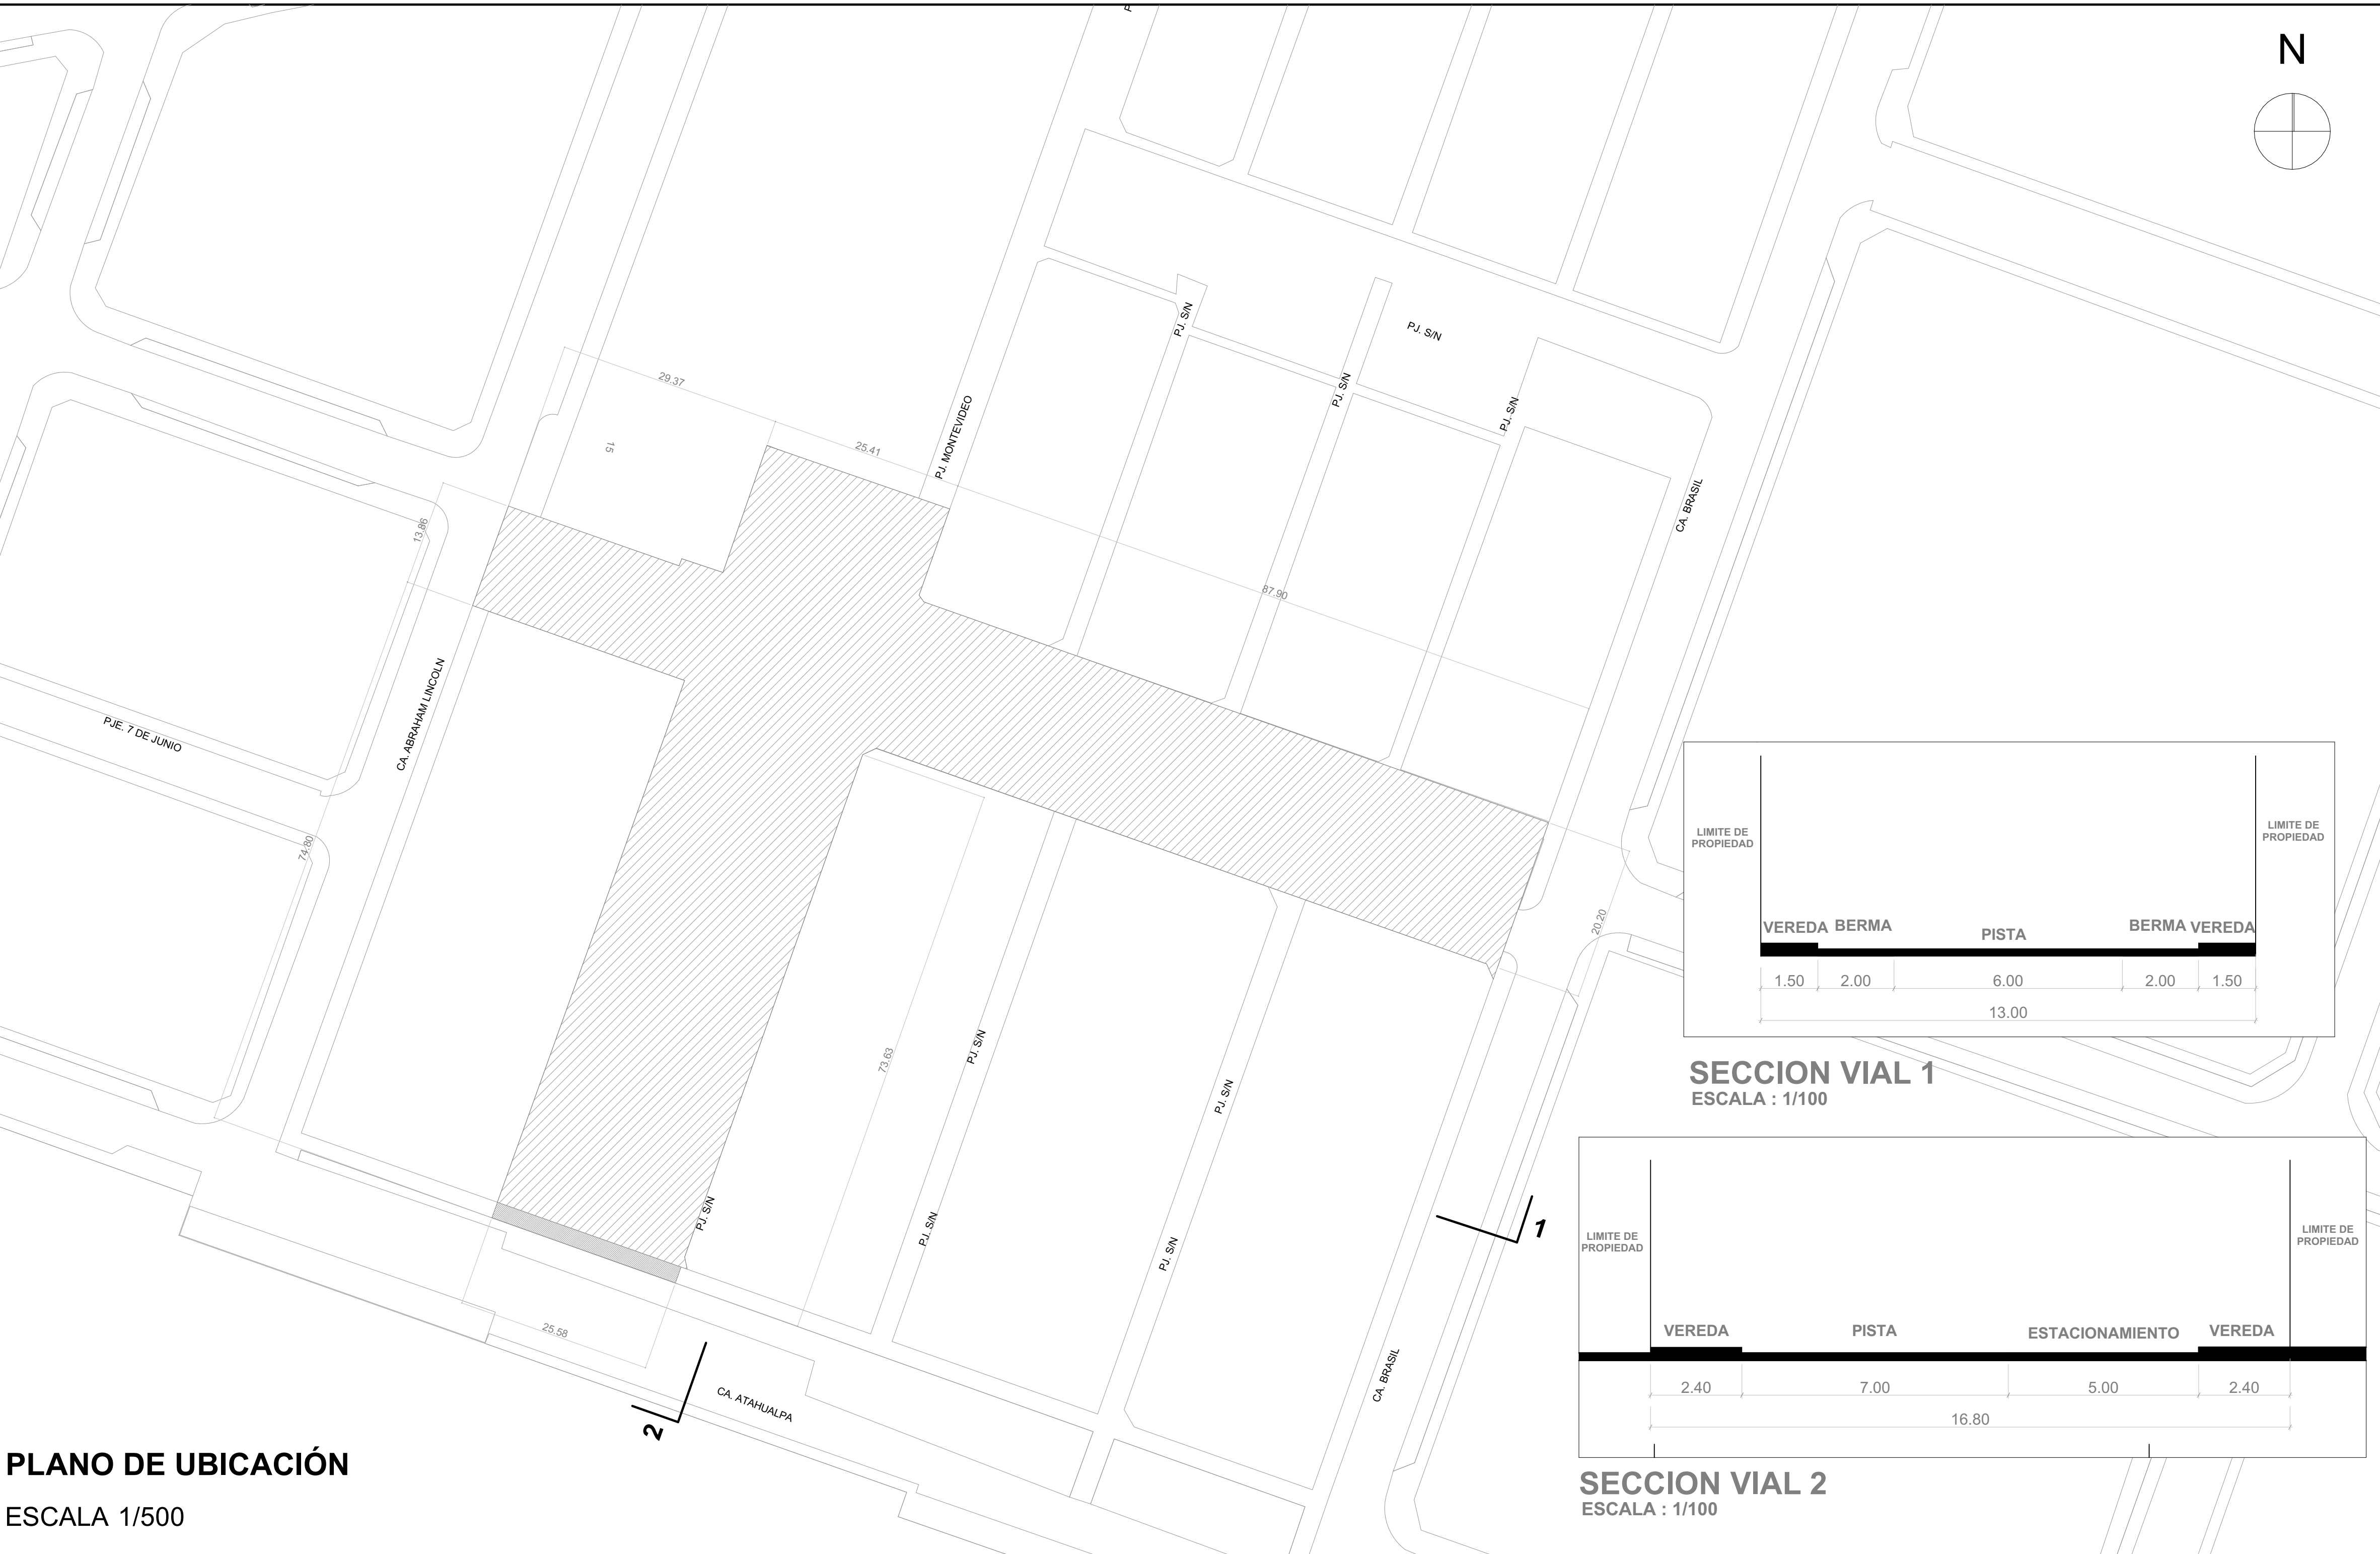 N
PJ. S/N
PJ. S/N
PJ. S/N
PJ. S/N
29.37
25.41
PJ. MONTEVIDEO
15
13.86
87.90
CA. BRASIL
CA. ABRAHAM LINCOLN
PJE. 7 DE JUNIO
74.80
20.20
73.63
PJ. S/N
PJ. S/N
PJ. S/N
PJ. S/N
PJ. S/N
25.58
CA. ATAHUALPA
CA. BRASIL
1
2
LIMITE DE
PROPIEDAD
LIMITE DE
PROPIEDAD
VEREDA BERMA PISTA BERMA VEREDA
1.50 2.00 6.00 2.00 1.50
13.00
SECCION VIAL 1
ESCALA : 1/100
LIMITE DE
PROPIEDAD
LIMITE DE
PROPIEDAD
VEREDA PISTA ESTACIONAMIENTO VEREDA
2.40 7.00 5.00 2.40
16.80
SECCION VIAL 2
ESCALA : 1/100
PLANO DE UBICACIÓN
ESCALA 1/500